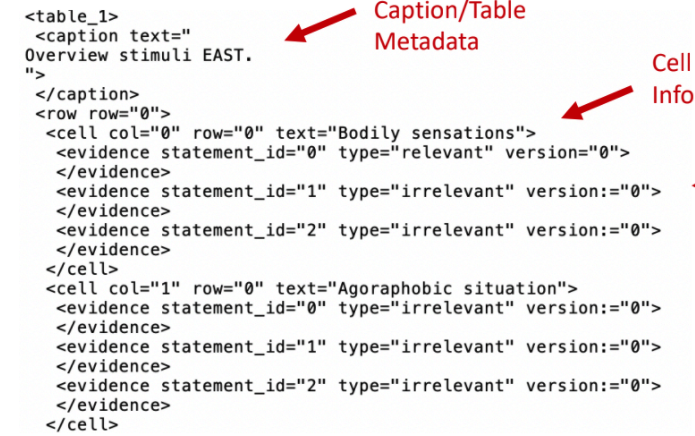 <table_1>
Caption/Table
Metadata
<caption text="
Overview stimuli EAST.
">
</caption>
Cell
Info
<row row="0">
<cell col="0" row="0" text="Bodily sensations">
<evidence statement_id="0" type="relevant" version="0">
</evidence>
<evidence statement_id="1" type="irrelevant" version:="0">
</evidence>
<evidence statement_id="2" type="irrelevant" version:="0">
</evidence>
</cell>
<cell col="1" row="0" text="Agoraphobic situation">
<evidence statement_id="0" type="irrelevant" version:="0">
</evidence>
<evidence statement_id="1" type="irrelevant" version:="0">
</evidence>
<evidence statement_id="2" type="irrelevant" version:="0">
</evidence>
</cell>